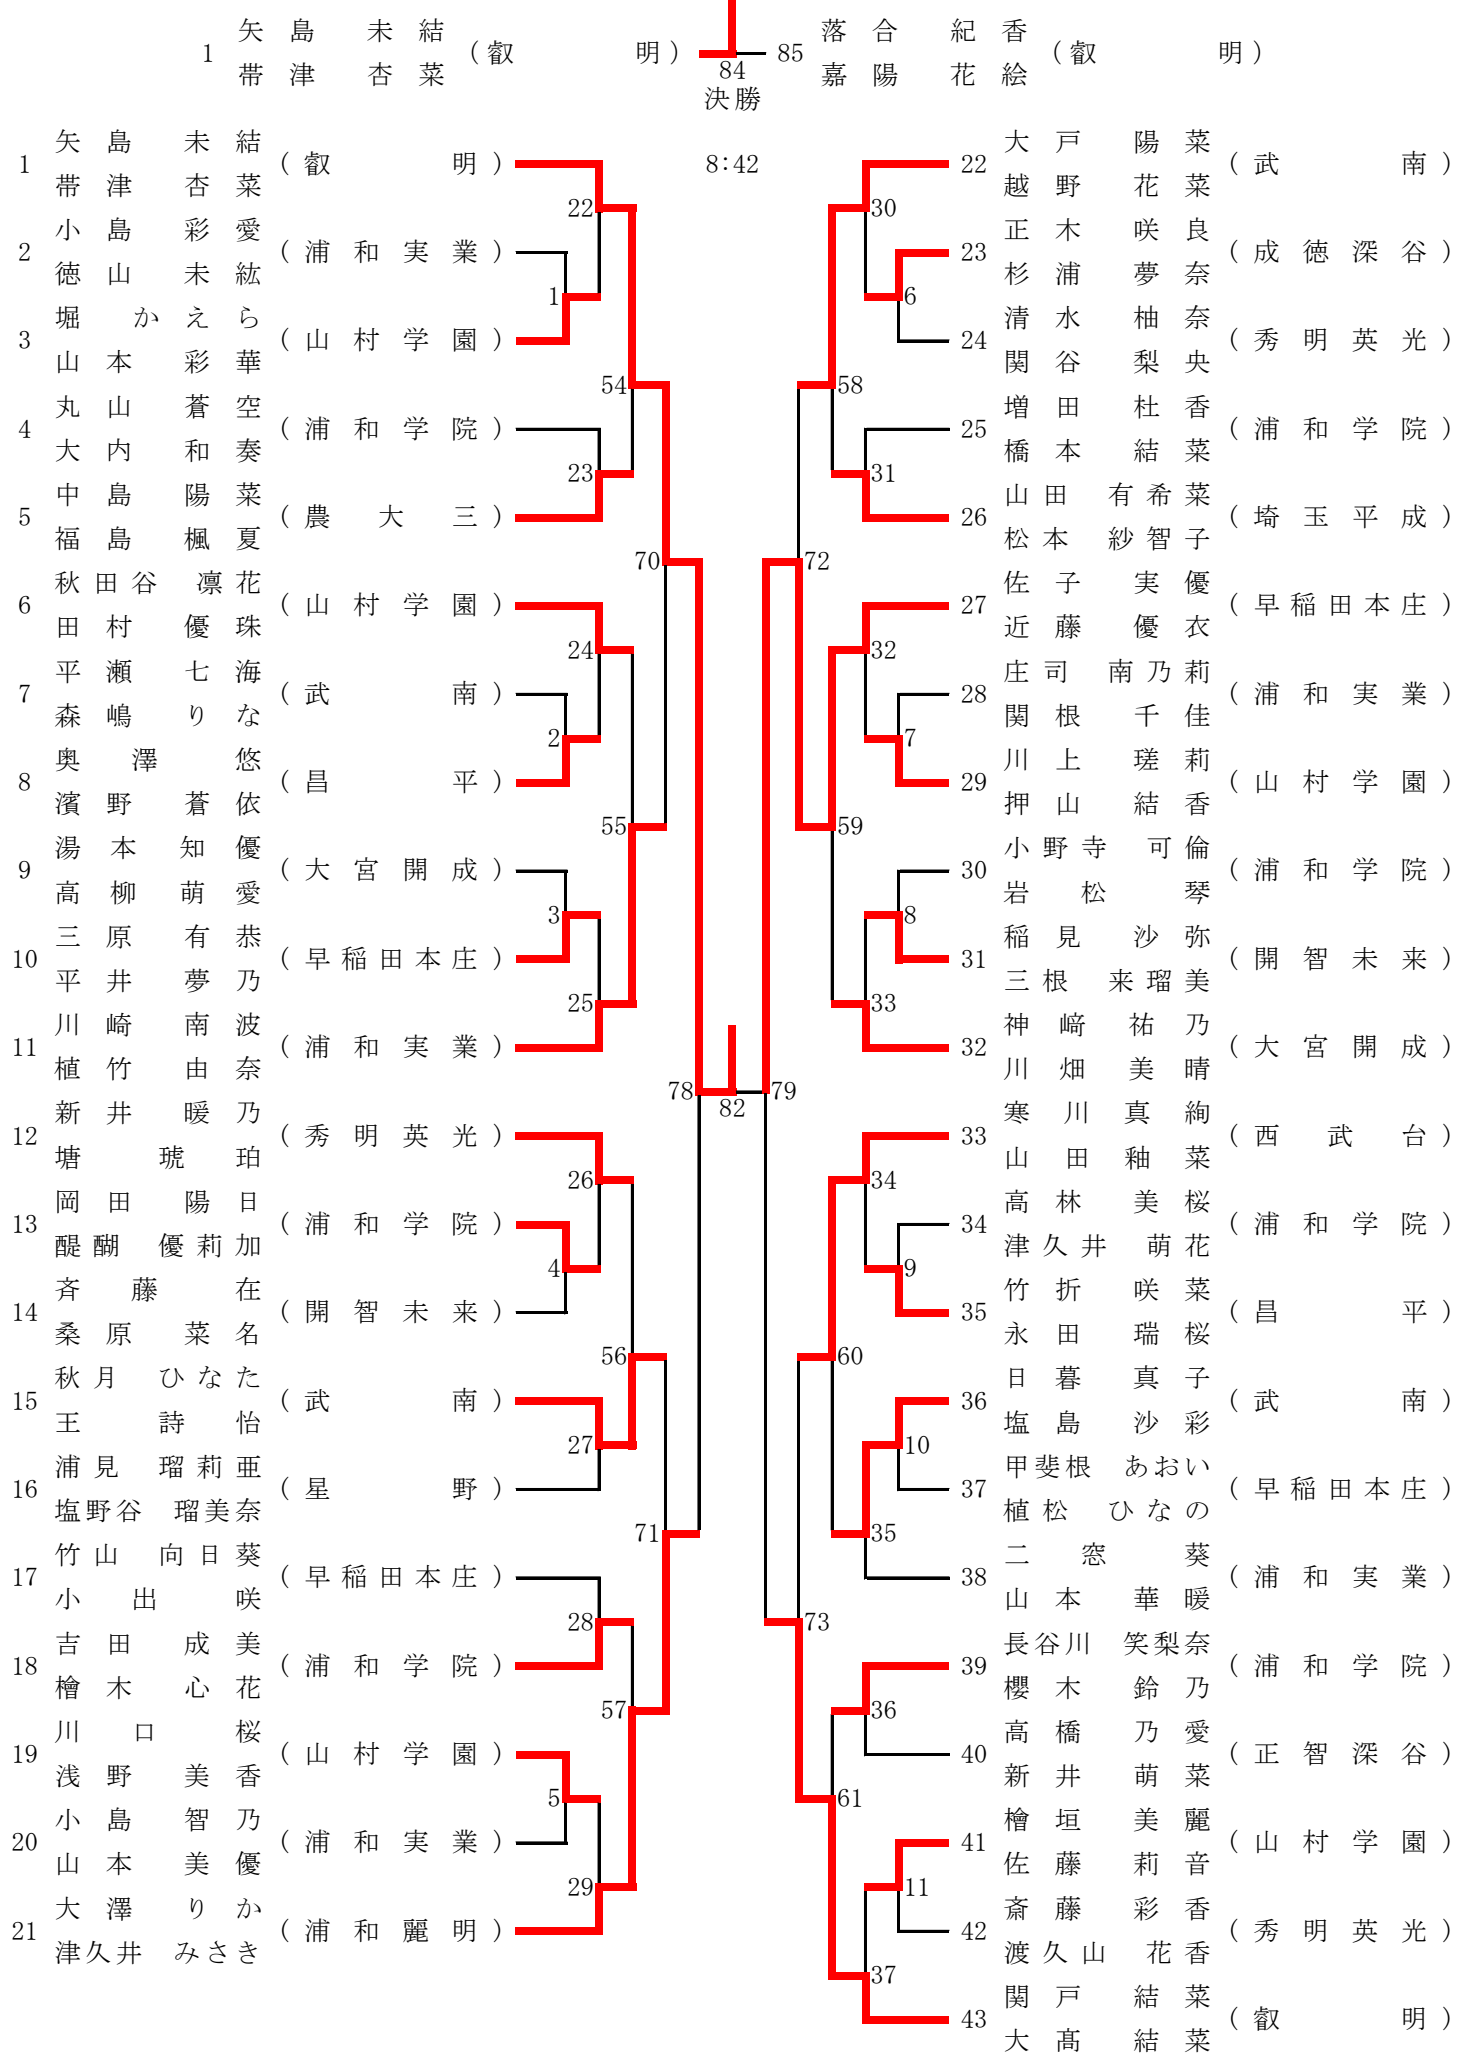 1 矢島 未結 (叡明) 落合 紀香 (叡明) 85
帯津 杏菜 嘉陽 花絵
84
決勝
8:42
1 矢島 未結 (叡明)
帯津 杏菜
2 小島 彩愛 (浦和実業)
徳山 未紘
3 堀 かえら (山村学園)
山本 彩華
4 丸山 蒼空 (浦和学院)
大内 和奏
5 中島 陽菜 (農大三)
福島 楓夏
6 秋田谷 凛花 (山村学園)
田村 優珠
7 平瀬 七海 (武南)
森嶋 りな
8 奥澤 悠 (昌平)
濱野 蒼依
9 湯本 知優 (大宮開成)
高柳 萌愛
10 三原 有恭 (早稲田本庄)
平井 夢乃
11 川崎 南波 (浦和実業)
植竹 由奈
12 新井 暖乃 (秀明英光)
塘 琥珀
13 岡田 陽日 (浦和学院)
醍醐 優莉加
14 斉藤 在 (開智未来)
桑原 菜名
15 秋月 ひなた (武南)
王 詩怡
16 浦見 瑠莉亜 (星野)
塩野谷 瑠美奈
17 竹山 向日葵 (早稲田本庄)
小出 咲
18 吉田 成美 (浦和学院)
檜木 心花
19 川口 桜 (山村学園)
浅野 美香
20 小島 智乃 (浦和実業)
山本 美優
21 大澤 りか (浦和麗明)
津久井 みさき
22
1
54
23
70
24
2
55
3
25
78
82
79
26
4
56
27
71
28
57
5
29
30
6
58
31
72
32
7
59
8
33
34
9
60
10
35
73
36
61
11
37
22 大戸 陽菜 (武南)
越野 花菜
23 正木 咲良 (成徳深谷)
杉浦 夢奈
24 清水 柚奈 (秀明英光)
関谷 梨央
25 増田 杜香 (浦和学院)
橋本 結菜
26 山田 有希菜 (埼玉平成)
松本 紗智子
27 佐子 実優 (早稲田本庄)
近藤 優衣
28 庄司 南乃莉 (浦和実業)
関根 千佳
29 川上 瑳莉 (山村学園)
押山 結香
30 小野寺 可倫 (浦和学院)
岩松 琴
31 稲見 沙弥 (開智未来)
三根 来瑠美
32 神﨑 祐乃 (大宮開成)
川畑 美晴
33 寒川 真絢 (西武台)
山田 釉菜
34 高林 美桜 (浦和学院)
津久井 萌花
35 竹折 咲菜 (昌平)
永田 瑞桜
36 日暮 真子 (武南)
塩島 沙彩
37 甲斐根 あおい (早稲田本庄)
植松 ひなの
38 二窓 葵 (浦和実業)
山本 華暖
39 長谷川 笑梨奈 (浦和学院)
櫻木 鈴乃
40 高橋 乃愛 (正智深谷)
新井 萌菜
41 檜垣 美麗 (山村学園)
佐藤 莉音
42 斎藤 彩香 (秀明英光)
渡久山 花香
43 関戸 結菜 (叡明)
大髙 結菜